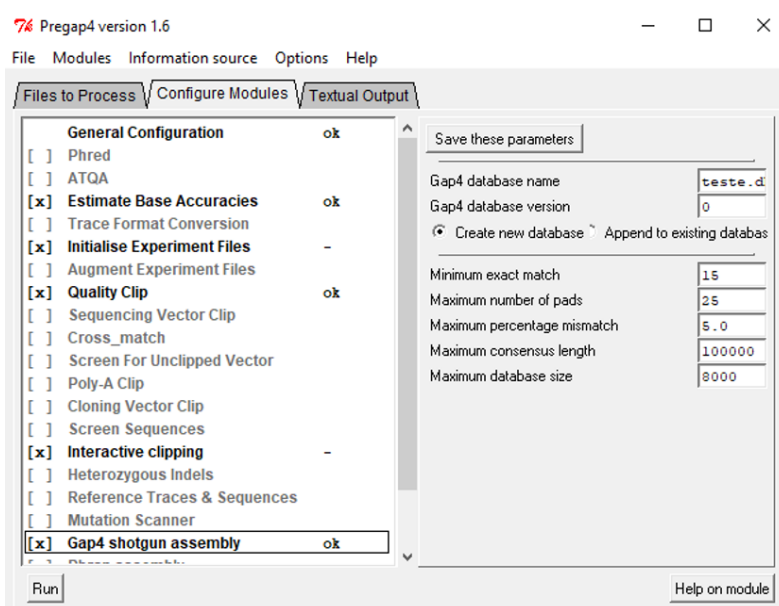 Pregap4 version 1.6
File Modules Information source Options Help
Files to Process Configure Modules Textual Output
General Configuration ok
[ ] Phred
[ ] ATQA
[x] Estimate Base Accuracies ok
[ ] Trace Format Conversion
[x] Initialise Experiment Files -
[ ] Augment Experiment Files
[x] Quality Clip ok
[ ] Sequencing Vector Clip
[ ] Cross_match
[ ] Screen For Unclipped Vector
[ ] Poly-A Clip
[ ] Cloning Vector Clip
[ ] Screen Sequences
[x] Interactive clipping -
[ ] Heterozygous Indels
[ ] Reference Traces & Sequences
[ ] Mutation Scanner
[x] Gap4 shotgun assembly ok
[ ] Phrap assembly
Save these parameters
Gap4 database name teste.d
Gap4 database version 0
Create new database Append to existing databas
Minimum exact match 15
Maximum number of pads 25
Maximum percentage mismatch 5.0
Maximum consensus length 100000
Maximum database size 8000
Run Help on module